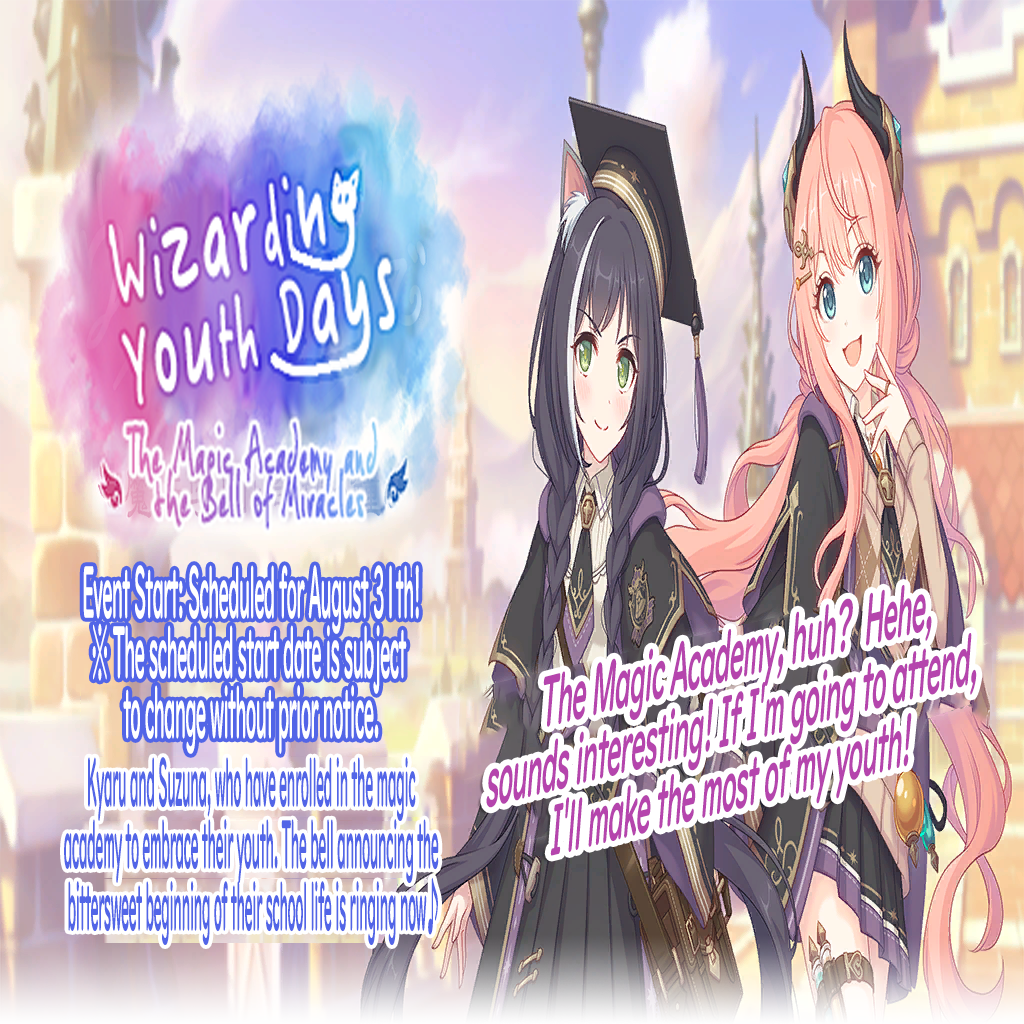 Wizarding
Youth Days
The Magic Academy and
the Bell of Miracles
Event Start: Scheduled for August 31th!
※ The scheduled start date is subject
to change without prior notice.
Kyaru and Suzuna, who have enrolled in the magic
academy to embrace their youth. The bell announcing the
bittersweet beginning of their school life is ringing now♪
The Magic Academy, huh? Hehe,
sounds interesting! If I'm going to attend,
I'll make the most of my youth!